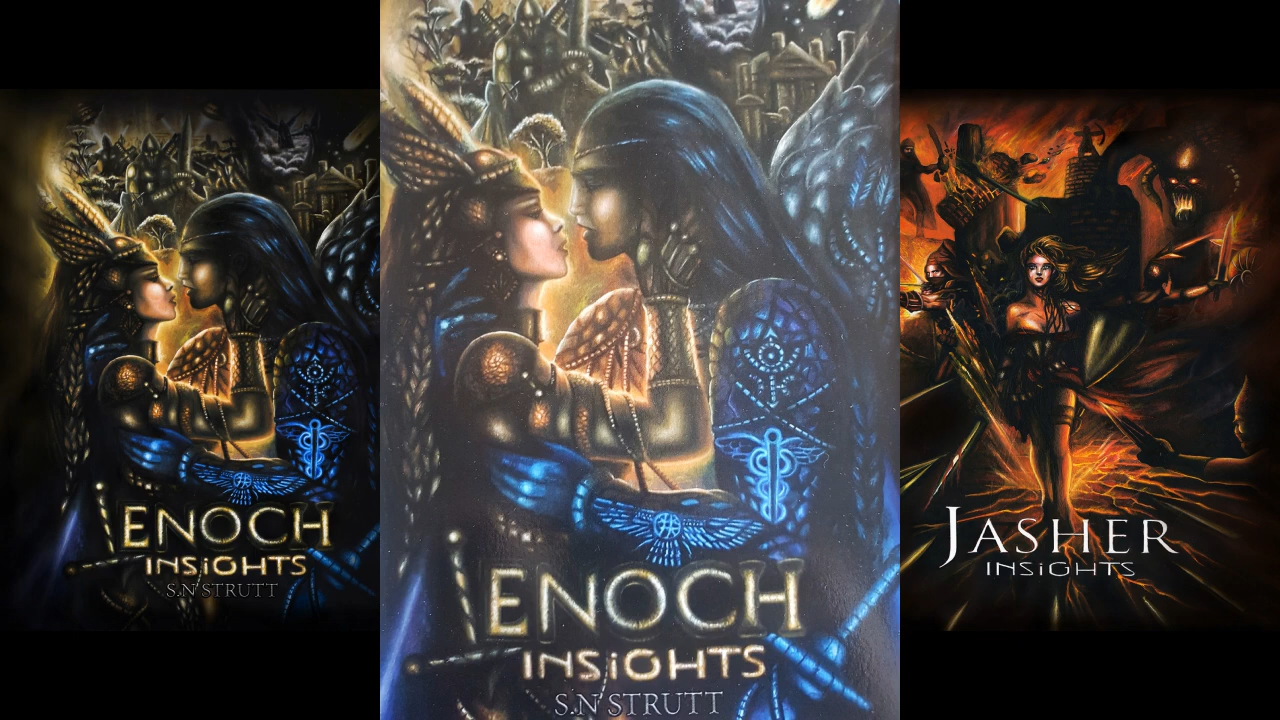 ENOCH
INSiGHTS
S.N STRUTT
ENOCH
INSiGHTS
S.N STRUTT
JASHER
INSiGHTS